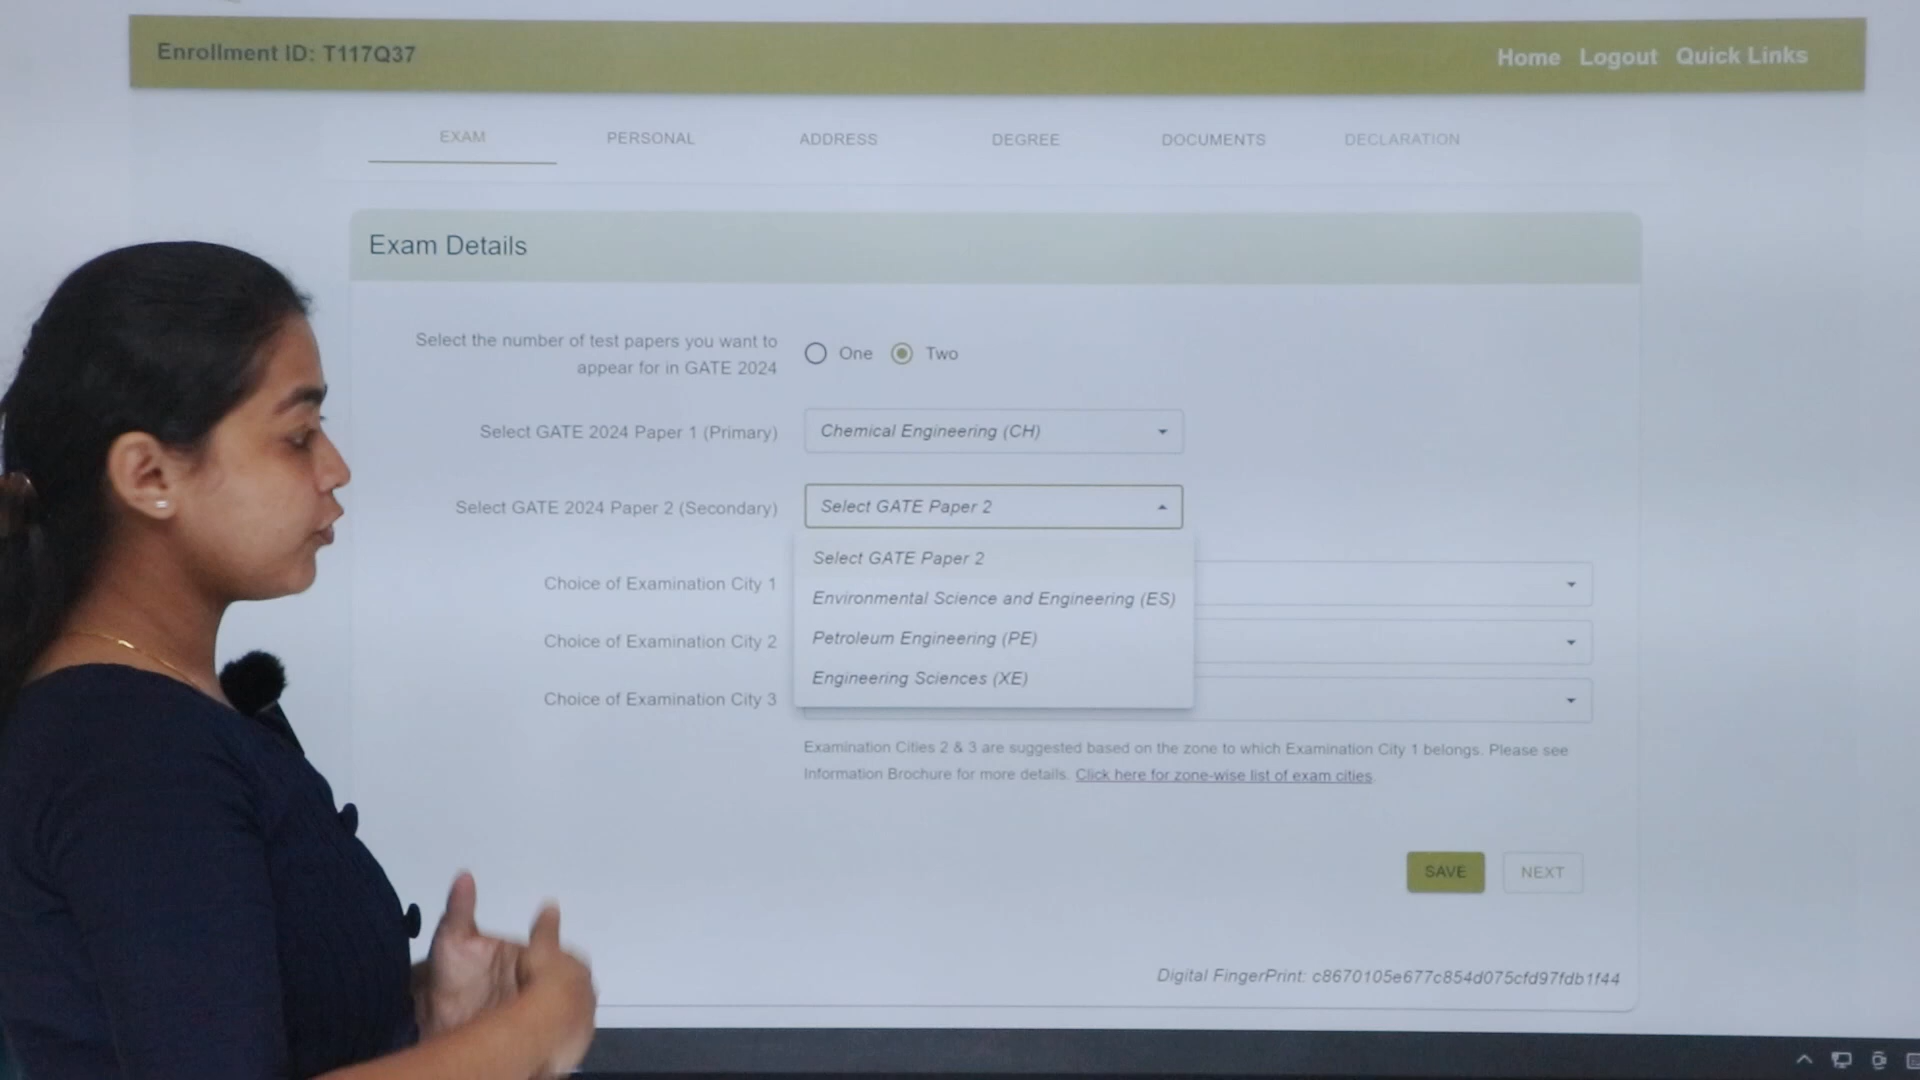 Enrollment ID: T117Q37
Home Logout Quick Links
EXAM PERSONAL ADDRESS DEGREE DOCUMENTS DECLARATION
Exam Details
Select the number of test papers you want to
appear for in GATE 2024
One Two
Select GATE 2024 Paper 1 (Primary)
Chemical Engineering (CH)
Select GATE 2024 Paper 2 (Secondary)
Select GATE Paper 2
Select GATE Paper 2
Environmental Science and Engineering (ES)
Petroleum Engineering (PE)
Engineering Sciences (XE)
Choice of Examination City 1
Choice of Examination City 2
Choice of Examination City 3
Examination Cities 2 & 3 are suggested based on the zone to which Examination City 1 belongs. Please see
Information Brochure for more details. Click here for zone-wise list of exam cities
SAVE NEXT
Digital FingerPrint: c8670105e677c854d075cfd97fdb1f44